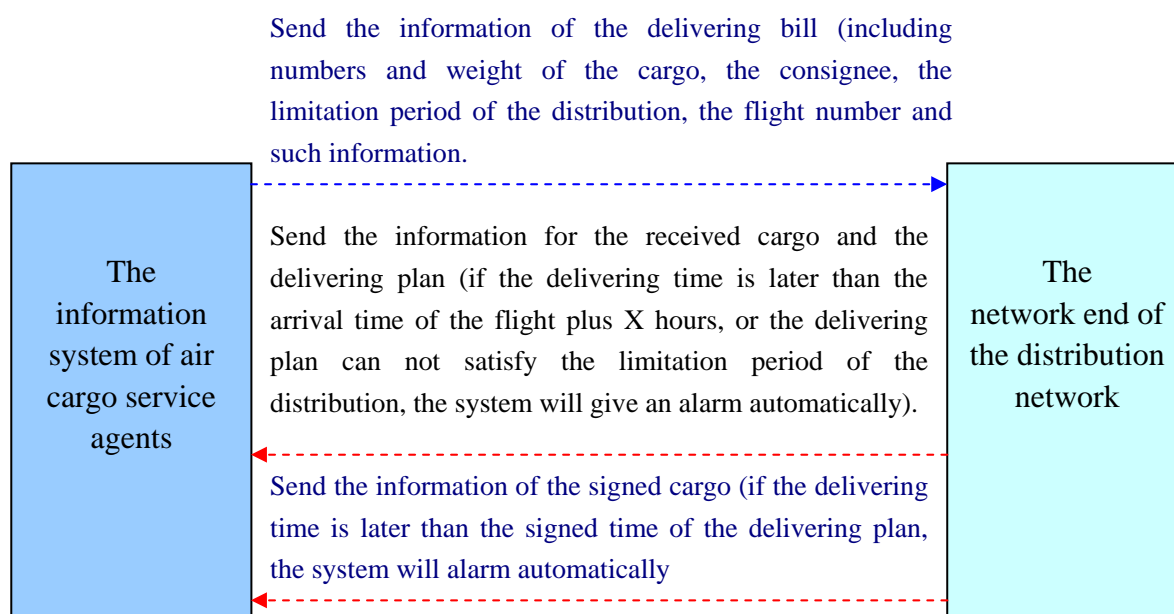 Send the information of the delivering bill (including
numbers and weight of the cargo, the consignee, the
limitation period of the distribution, the flight number and
such information.
The
information
system of air
cargo service
agents
Send the information for the received cargo and the
delivering plan (if the delivering time is later than the
arrival time of the flight plus X hours, or the delivering
plan can not satisfy the limitation period of the
distribution, the system will give an alarm automatically).
The
network end of
the distribution
network
Send the information of the signed cargo (if the delivering
time is later than the signed time of the delivering plan,
the system will alarm automatically